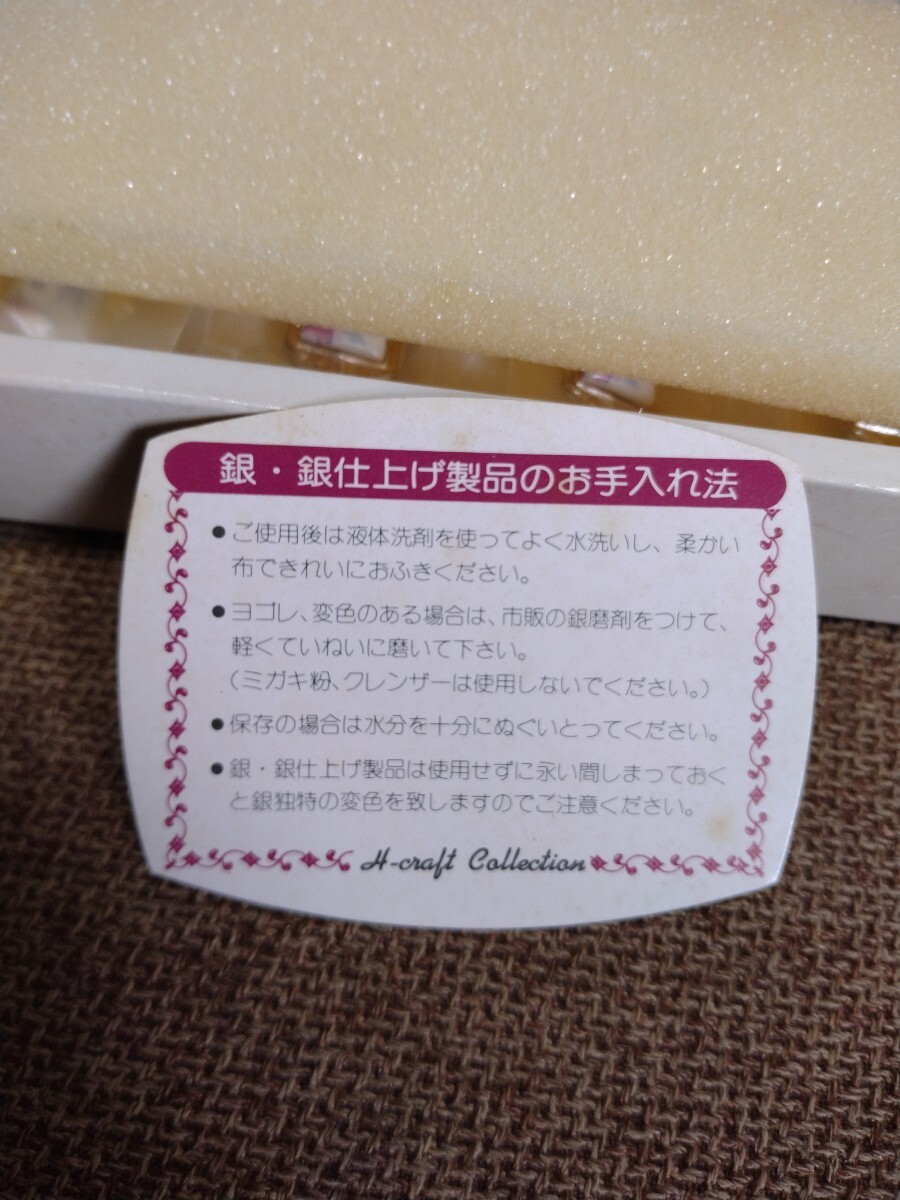 銀・銀仕上げ製品のお手入れ法
●ご使用後は液体洗剤を使ってよく水洗いし、柔かい
布できれいにおふきください。
●ヨゴレ、変色のある場合は、市販の銀磨剤をつけて、
軽くていねいに磨いて下さい。
（ミガキ粉、クレンザーは使用しないでください。）
●保存の場合は水分を十分にぬぐいとってください。
●銀・銀仕上げ製品は使用せずに永い間しまっておく
と銀独特の変色を致しますのでご注意ください。
H-craft Collection